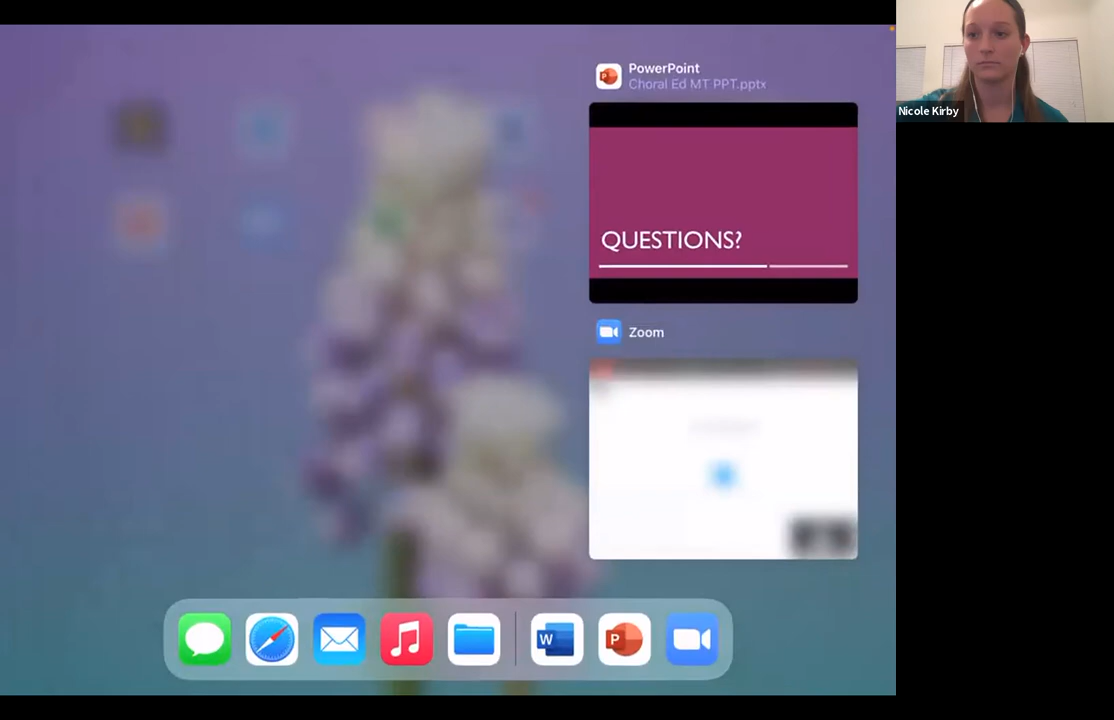 PowerPoint
Choral Ed MT PPT.pptx
QUESTIONS?
Zoom
W
P
Nicole Kirby